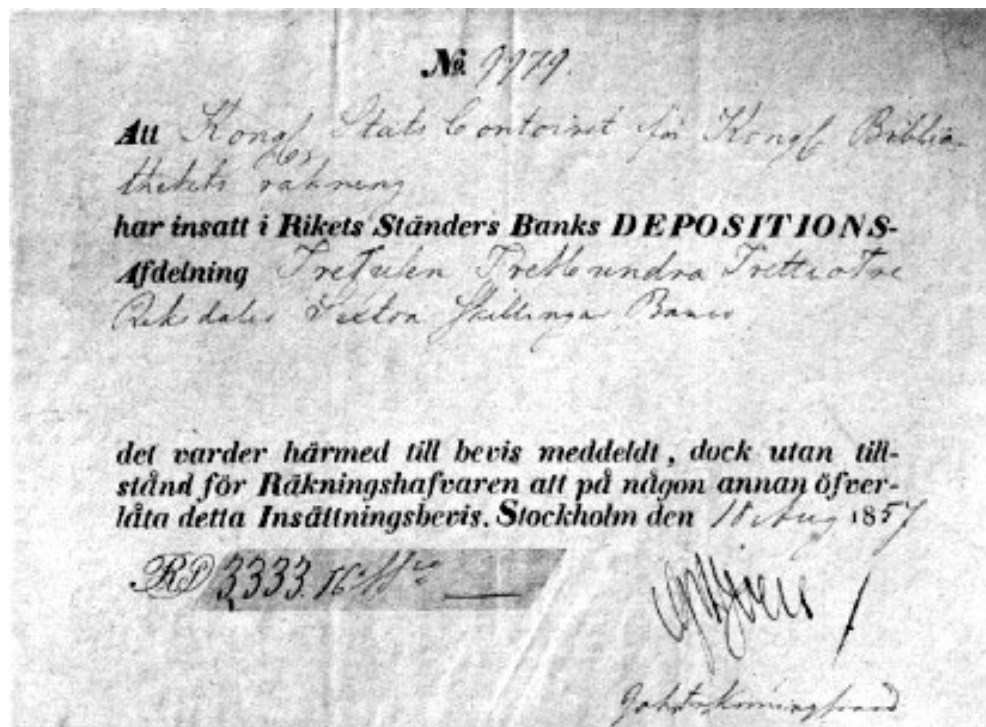 No 9979.
Att Kongl Stats Contoiret för Kongl Biblio-
thekets räkning
har insatt i Rikets Ständers Banks DEPOSITIONS-
Afdelning Tretusen Trehundra Trettiotre
Riksdaler Sexton Skillingar Banco
det varder härmed till bevis meddeldt, dock utan till-
stånd för Räkningshafvaren att på någon annan öfver-
låta detta Insättningsbevis. Stockholm den 18 Aug 1857
RD 3333.16